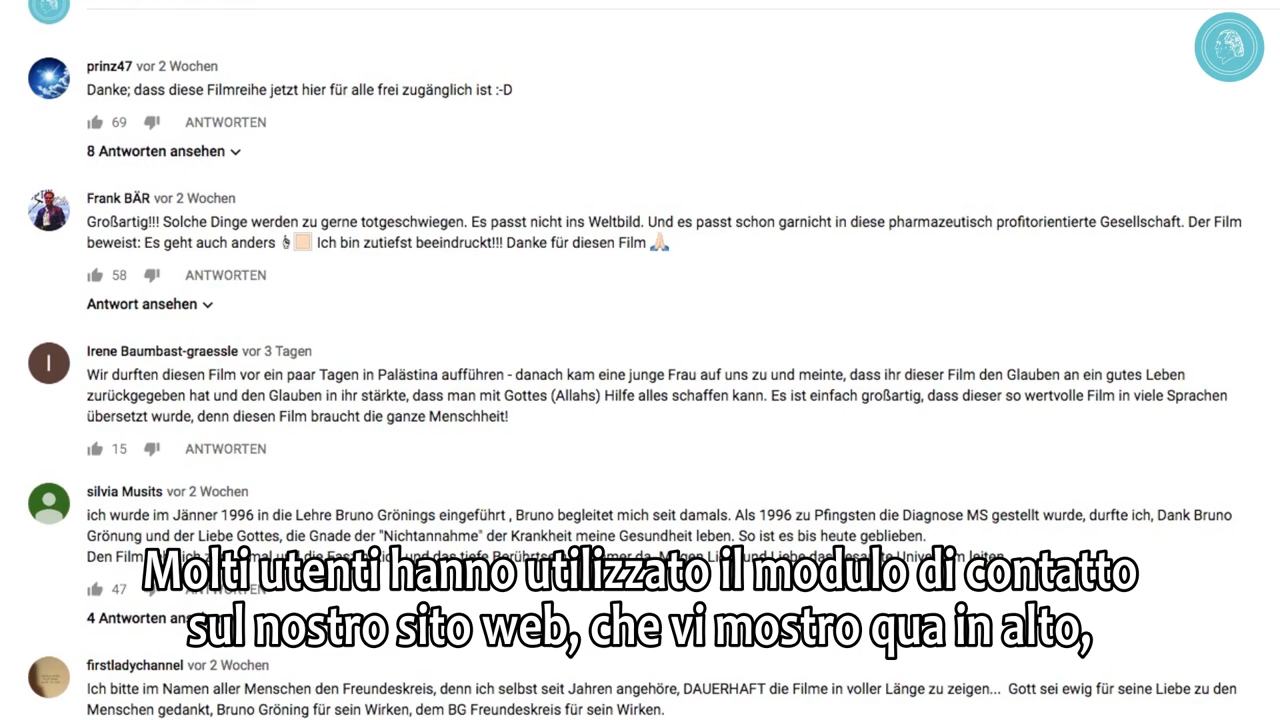 prinz47 vor 2 Wochen
Danke; dass diese Filmreihe jetzt hier für alle frei zugänglich ist :-D
69 ANTWORTEN
8 Antworten ansehen
Frank BÄR vor 2 Wochen
Großartig!!! Solche Dinge werden zu gerne totgeschwiegen. Es passt nicht ins Weltbild. Und es passt schon garnicht in diese pharmazeutisch profitorientierte Gesellschaft. Der Film
beweist: Es geht auch anders ☝🏻 Ich bin zutiefst beeindruckt!!! Danke für diesen Film 🙏🏻
58 ANTWORTEN
Antwort ansehen
I
Irene Baumbast-graessle vor 3 Tagen
Wir durften diesen Film vor ein paar Tagen in Palästina aufführen - danach kam eine junge Frau auf uns zu und meinte, dass ihr dieser Film den Glauben an ein gutes Leben
zurückgegeben hat und den Glauben in ihr stärkte, dass man mit Gottes (Allahs) Hilfe alles schaffen kann. Es ist einfach großartig, dass dieser so wertvolle Film in viele Sprachen
übersetzt wurde, denn diesen Film braucht die ganze Menschheit!
15 ANTWORTEN
silvia Musits vor 2 Wochen
ich wurde im Jänner 1996 in die Lehre Bruno Grönings eingeführt , Bruno begleitet mich seit damals. Als 1996 zu Pfingsten die Diagnose MS gestellt wurde, durfte ich, Dank Bruno
Grönung und der Liebe Gottes, die Gnade der "Nichtannahme" der Krankheit meine Gesundheit leben. So ist es bis heute geblieben.
Den Film
Molti utenti hanno utilizzato il modulo di contatto
47
4 Antworten
sul nostro sito web, che vi mostro qua in alto,
firstladychannel vor 2 Wochen
Ich bitte im Namen aller Menschen den Freundeskreis, denn ich selbst seit Jahren angehöre, DAUERHAFT die Filme in voller Länge zu zeigen... Gott sei ewig für seine Liebe zu den
Menschen gedankt, Bruno Gröning für sein Wirken, dem BG Freundeskreis für sein Wirken.